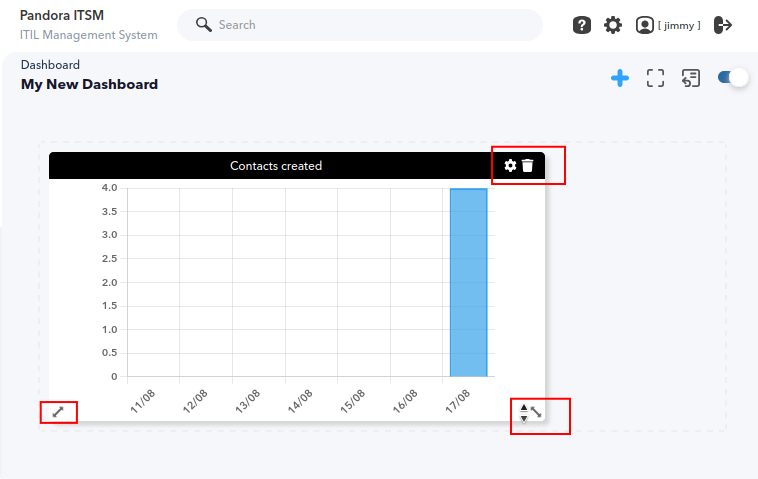 Pandora ITSM
ITIL Management System
Search
[ jimmy ]
Dashboard
My New Dashboard
Contacts created
4.0
3.5
3.0
2.5
2.0
1.5
1.0
0.5
0
11/08
12/08
13/08
14/08
15/08
16/08
17/08